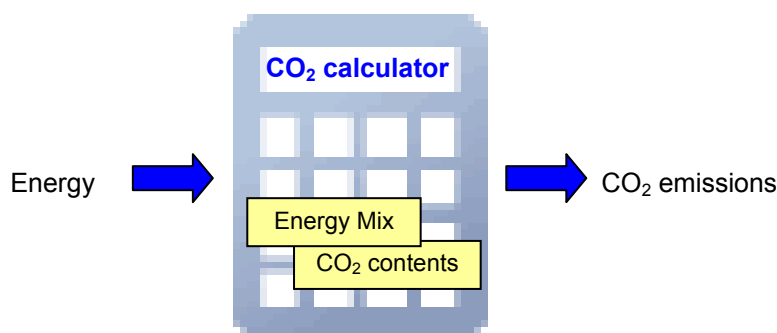 CO₂ calculator
Energy
CO₂ emissions
Energy Mix
CO₂ contents